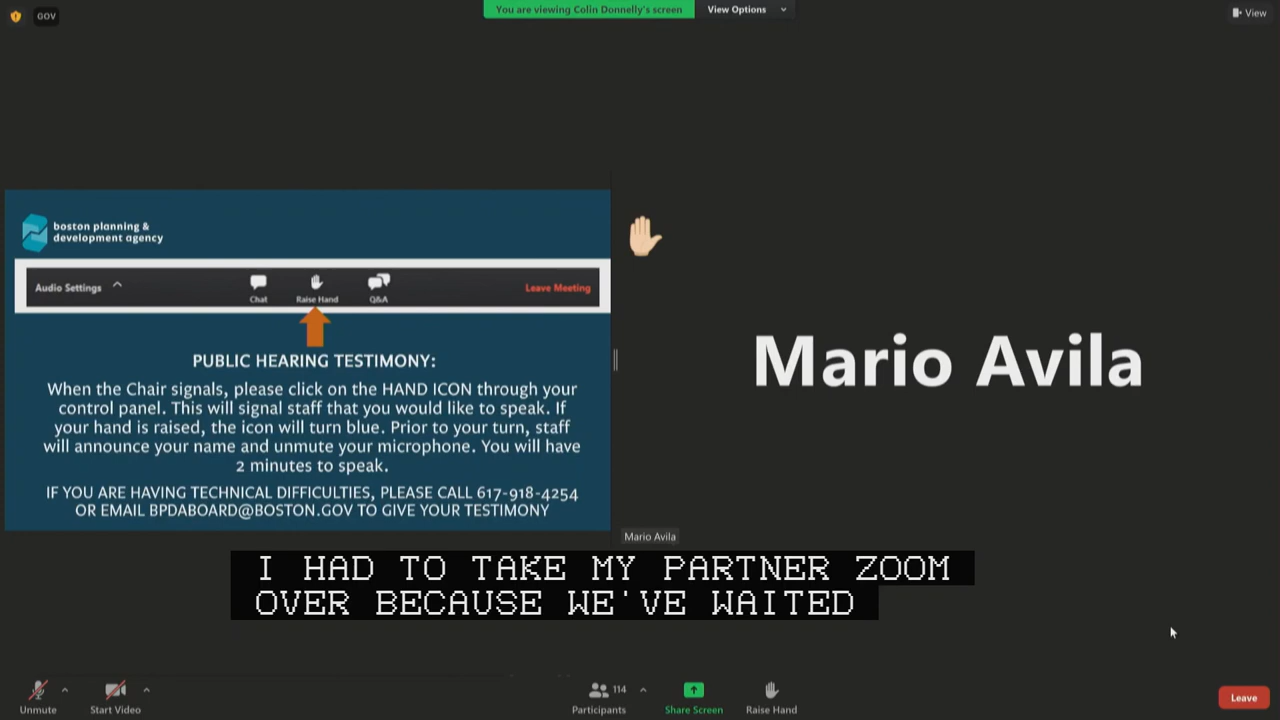 GOV
You are viewing Colin Donnelly's screen
View Options
View
boston planning &
development agency
Audio Settings
Chat
Raise Hand
Q&A
Leave Meeting
PUBLIC HEARING TESTIMONY:
When the Chair signals, please click on the HAND ICON through your
control panel. This will signal staff that you would like to speak. If
your hand is raised, the icon will turn blue. Prior to your turn, staff
will announce your name and unmute your microphone. You will have
2 minutes to speak.
IF YOU ARE HAVING TECHNICAL DIFFICULTIES, PLEASE CALL 617-918-4254
OR EMAIL BPDABOARD@BOSTON.GOV TO GIVE YOUR TESTIMONY
Mario Avila
Mario Avila
I HAD TO TAKE MY PARTNER ZOOM
OVER BECAUSE WE'VE WAITED
Unmute
Start Video
114
Participants
Share Screen
Raise Hand
Leave